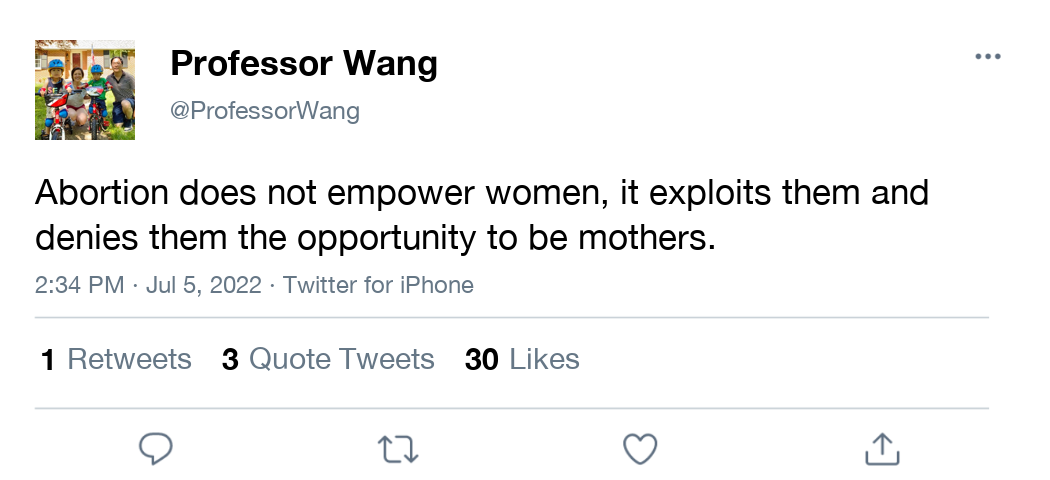 Professor Wang
@ProfessorWang
Abortion does not empower women, it exploits them and
denies them the opportunity to be mothers.
2:34 PM · Jul 5, 2022 · Twitter for iPhone
1 Retweets 3 Quote Tweets 30 Likes